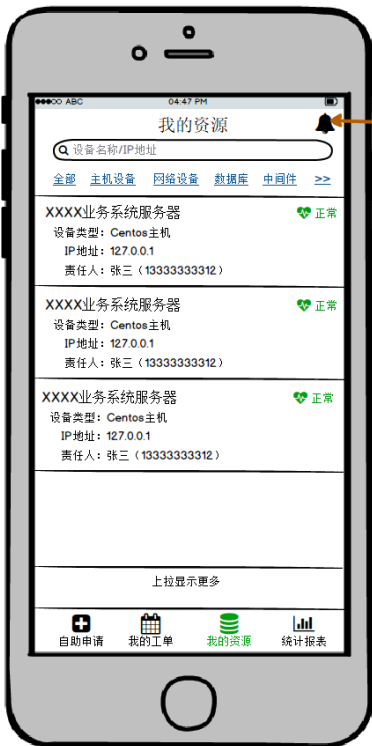 ABC 04:47 PM
我的资源
设备名称/IP地址
全部 主机设备 网络设备 数据库 中间件 >>
XXXX业务系统服务器 正常
设备类型：Centos主机
IP地址：127.0.0.1
责任人：张三（13333333312）
XXXX业务系统服务器 正常
设备类型：Centos主机
IP地址：127.0.0.1
责任人：张三（13333333312）
XXXX业务系统服务器 正常
设备类型：Centos主机
IP地址：127.0.0.1
责任人：张三（13333333312）
上拉显示更多
自助申请 我的工单 我的资源 统计报表